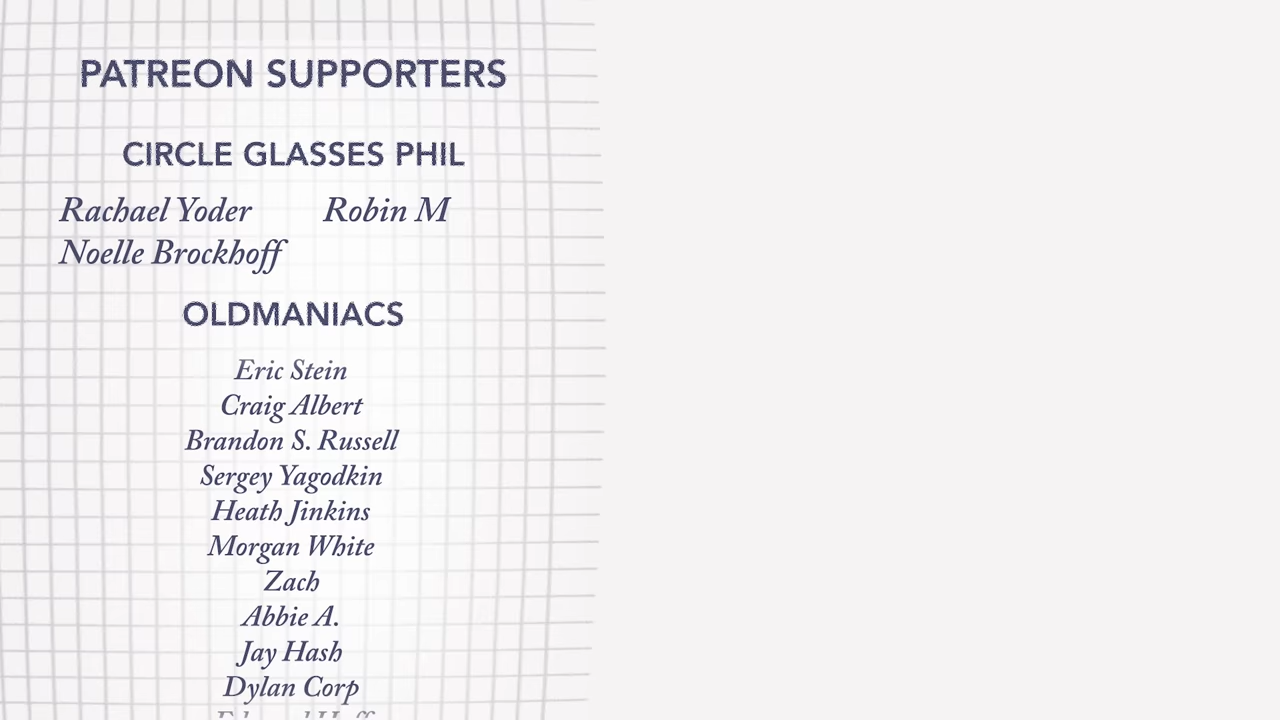 PATREON SUPPORTERS
CIRCLE GLASSES PHIL
Rachael Yoder Robin M
Noelle Brockhoff
OLDMANIACS
Eric Stein
Craig Albert
Brandon S. Russell
Sergey Yagodkin
Heath Jinkins
Morgan White
Zach
Abbie A.
Jay Hash
Dylan Corp